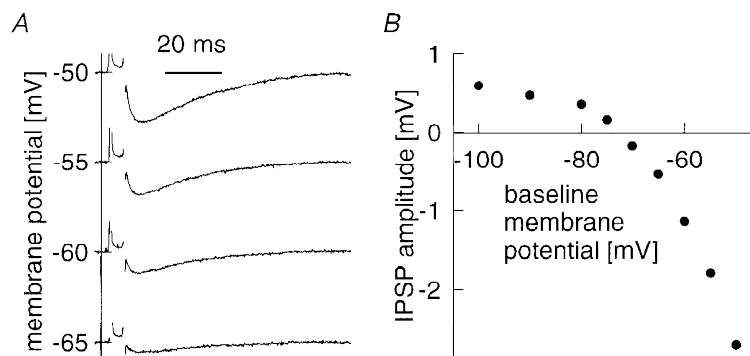 A
20 ms
membrane potential [mV]
-50
-55
-60
-65
B
IPSP amplitude [mV]
1
0
-1
-2
-100
-80
-60
baseline
membrane
potential [mV]